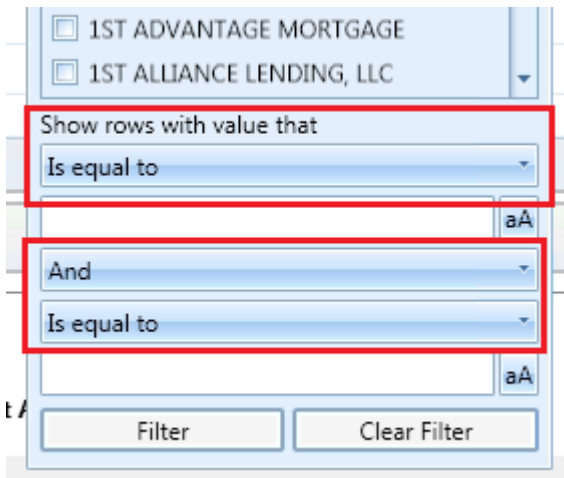 1ST ADVANTAGE MORTGAGE
1ST ALLIANCE LENDING, LLC
Show rows with value that
Is equal to
aA
And
Is equal to
aA
t A
Filter Clear Filter